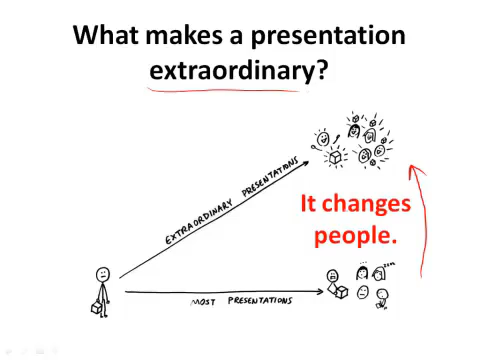 What makes a presentation
extraordinary?
EXTRAORDINARY PRESENTATIONS
It changes
people.
MOST PRESENTATIONS